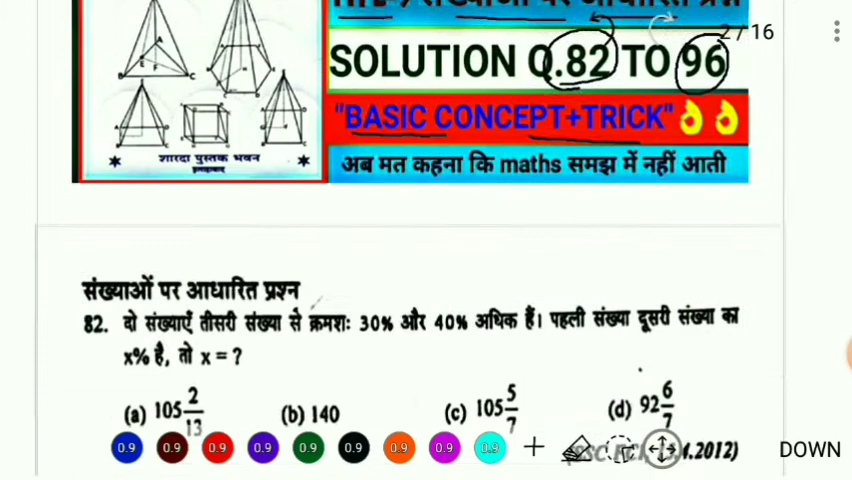 2/16
SOLUTION Q.82 TO 96
"BASIC CONCEPT+TRICK"👌👌
शारदा पुस्तक भवन
इलाहाबाद
अब मत कहना कि maths समझ में नहीं आती
संख्याओं पर आधारित प्रश्न
82. दो संख्याएँ तीसरी संख्या से क्रमशः 30% और 40% अधिक हैं। पहली संख्या दूसरी संख्या का
x% है, तो x = ?
(a) 105 2/13 (b) 140 (c) 105 5/7 (d) 92 6/7
0.9 0.9 0.9 0.9 0.9 0.9 0.9 0.9 0.9 .2012) DOWN